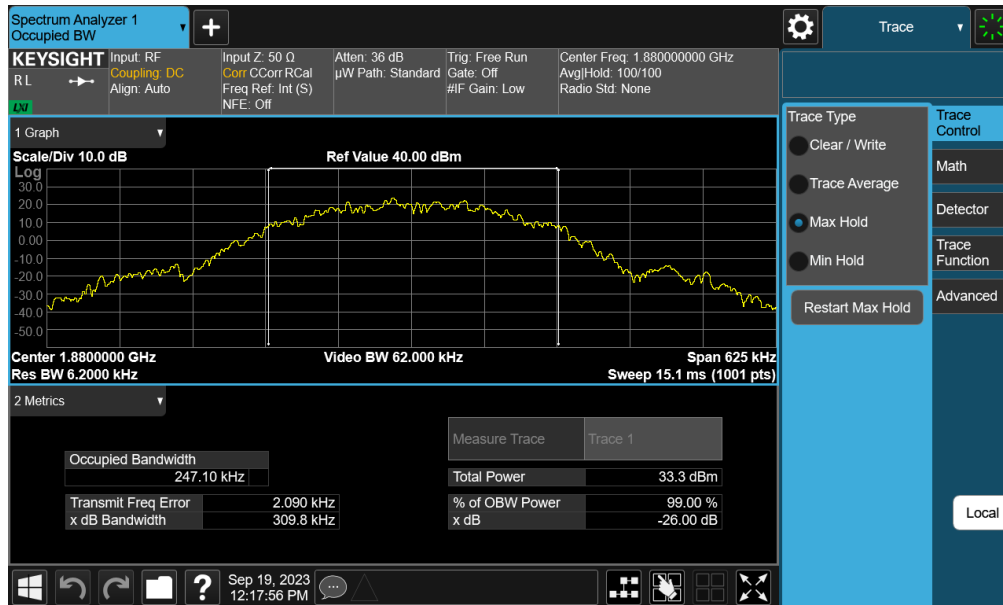 Spectrum Analyzer 1
Occupied BW
+
Trace
KEYSIGHT
R L
LXI
Input: RF
Coupling: DC
Align: Auto
Input Z: 50 Ω
Corr CCorr RCal
Freq Ref: Int (S)
NFE: Off
Atten: 36 dB
µW Path: Standard
Trig: Free Run
Gate: Off
#IF Gain: Low
Center Freq: 1.880000000 GHz
Avg|Hold: 100/100
Radio Std: None
1 Graph
Scale/Div 10.0 dB
Ref Value 40.00 dBm
Log
30.0
20.0
10.0
0.00
-10.0
-20.0
-30.0
-40.0
-50.0
Center 1.8800000 GHz
Video BW 62.000 kHz
Span 625 kHz
Res BW 6.2000 kHz
Sweep 15.1 ms (1001 pts)
2 Metrics
Measure Trace
Trace 1
Occupied Bandwidth
247.10 kHz
Total Power
33.3 dBm
Transmit Freq Error
2.090 kHz
% of OBW Power
99.00 %
x dB Bandwidth
309.8 kHz
x dB
-26.00 dB
Trace Type
Clear / Write
Trace Average
Max Hold
Min Hold
Restart Max Hold
Trace
Control
Math
Detector
Trace
Function
Advanced
Local
?
Sep 19, 2023
12:17:56 PM